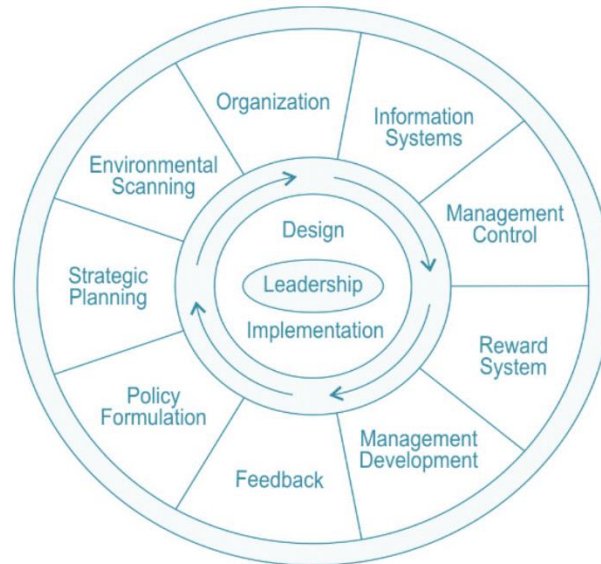 Organization
Information
Systems
Environmental
Scanning
Management
Control
Design
Strategic
Planning
Leadership
Implementation
Reward
System
Policy
Formulation
Management
Development
Feedback